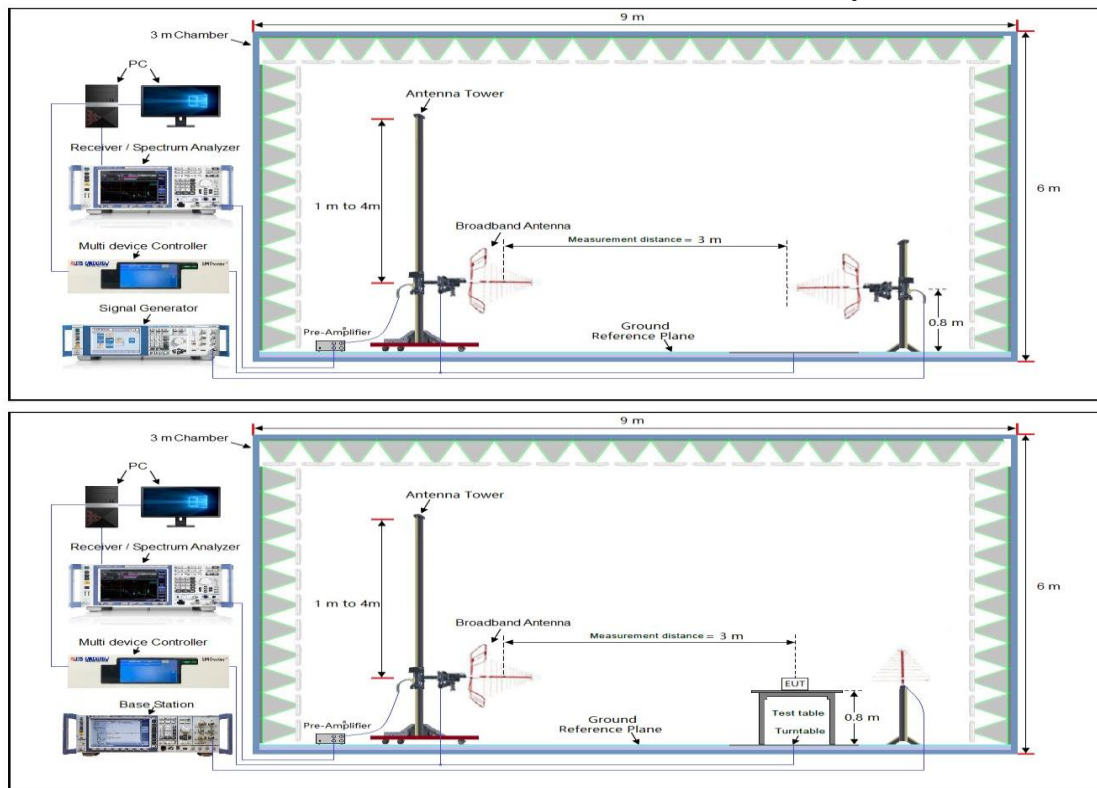 9 m
3 m Chamber
PC
Antenna Tower
Receiver / Spectrum Analyzer
6 m
1 m to 4m
Broadband Antenna
Measurement distance = 3 m
Multi device Controller
Signal Generator
0.8 m
Pre-Amplifier
Ground
Reference Plane
9 m
3 m Chamber
PC
Antenna Tower
Receiver / Spectrum Analyzer
6 m
1 m to 4m
Broadband Antenna
Measurement distance = 3 m
Multi device Controller
EUT
Base Station
Test table
0.8 m
Pre-Amplifier
Ground
Reference Plane
Turntable